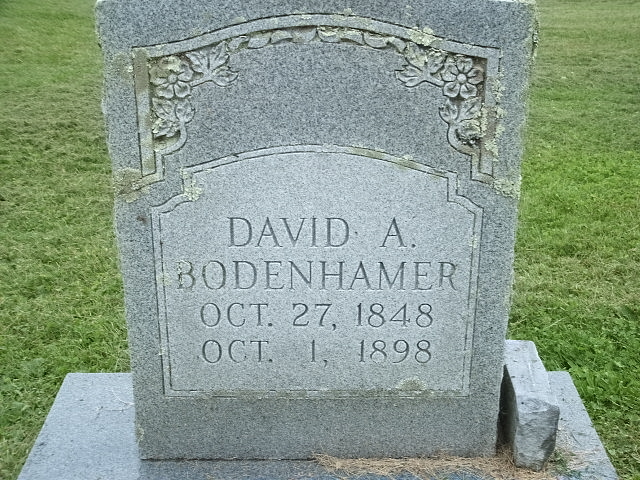 DAVID A.
BODENHAMER
OCT. 27, 1848
OCT. 1, 1898